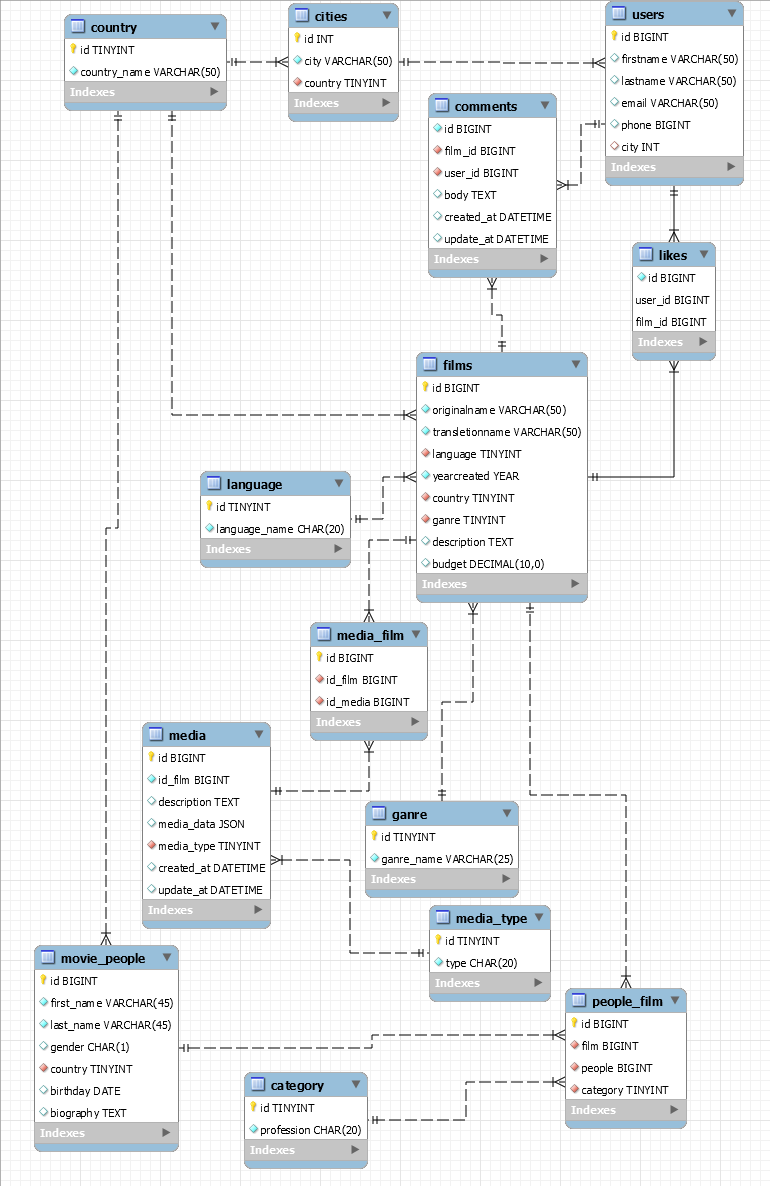 country
id TINYINT
country_name VARCHAR(50)
Indexes
cities
id INT
city VARCHAR(50)
country TINYINT
Indexes
users
id BIGINT
firstname VARCHAR(50)
lastname VARCHAR(50)
email VARCHAR(50)
phone BIGINT
city INT
Indexes
comments
id BIGINT
film_id BIGINT
user_id BIGINT
body TEXT
created_at DATETIME
update_at DATETIME
Indexes
likes
id BIGINT
user_id BIGINT
film_id BIGINT
Indexes
films
id BIGINT
originalname VARCHAR(50)
transletionname VARCHAR(50)
language TINYINT
yearcreated YEAR
country TINYINT
ganre TINYINT
description TEXT
budget DECIMAL(10,0)
Indexes
language
id TINYINT
language_name CHAR(20)
Indexes
media_film
id BIGINT
id_film BIGINT
id_media BIGINT
Indexes
media
id BIGINT
id_film BIGINT
description TEXT
media_data JSON
media_type TINYINT
created_at DATETIME
update_at DATETIME
Indexes
ganre
id TINYINT
ganre_name VARCHAR(25)
Indexes
media_type
id TINYINT
type CHAR(20)
Indexes
movie_people
id BIGINT
first_name VARCHAR(45)
last_name VARCHAR(45)
gender CHAR(1)
country TINYINT
birthday DATE
biography TEXT
Indexes
people_film
id BIGINT
film BIGINT
people BIGINT
category TINYINT
Indexes
category
id TINYINT
profession CHAR(20)
Indexes